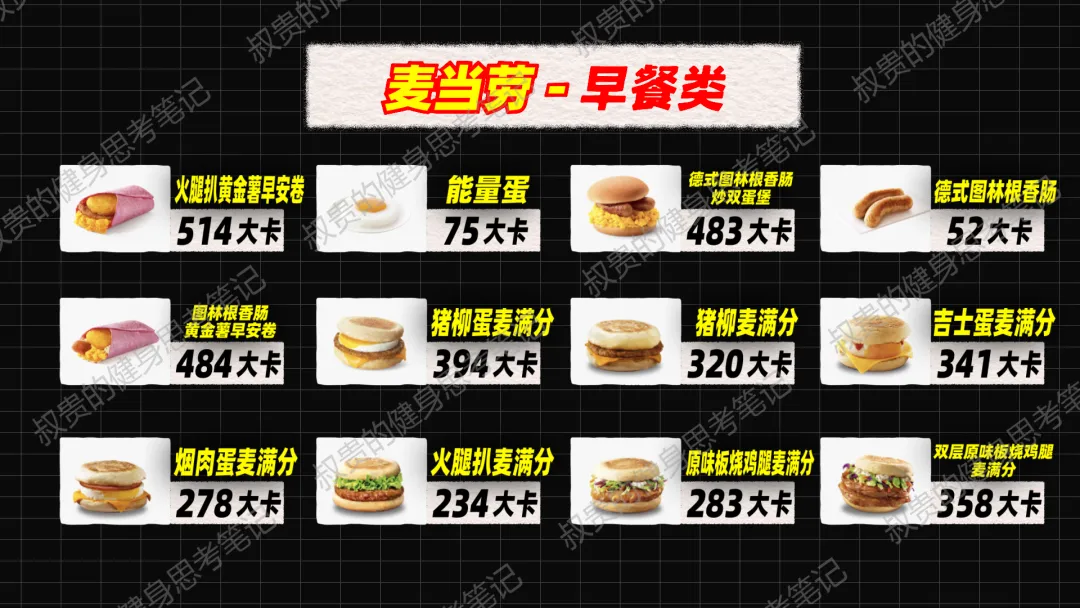 麦当劳 - 早餐类
火腿扒黄金薯早安卷
514大卡
能量蛋
75大卡
德式图林根香肠
炒双蛋堡
483大卡
德式图林根香肠
52大卡
图林根香肠
黄金薯早安卷
484大卡
猪柳蛋麦满分
394大卡
猪柳麦满分
320大卡
吉士蛋麦满分
341大卡
烟肉蛋麦满分
278大卡
火腿扒麦满分
234大卡
原味板烧鸡腿麦满分
283大卡
双层原味板烧鸡腿
麦满分
358大卡
叔贵的健身思考笔记